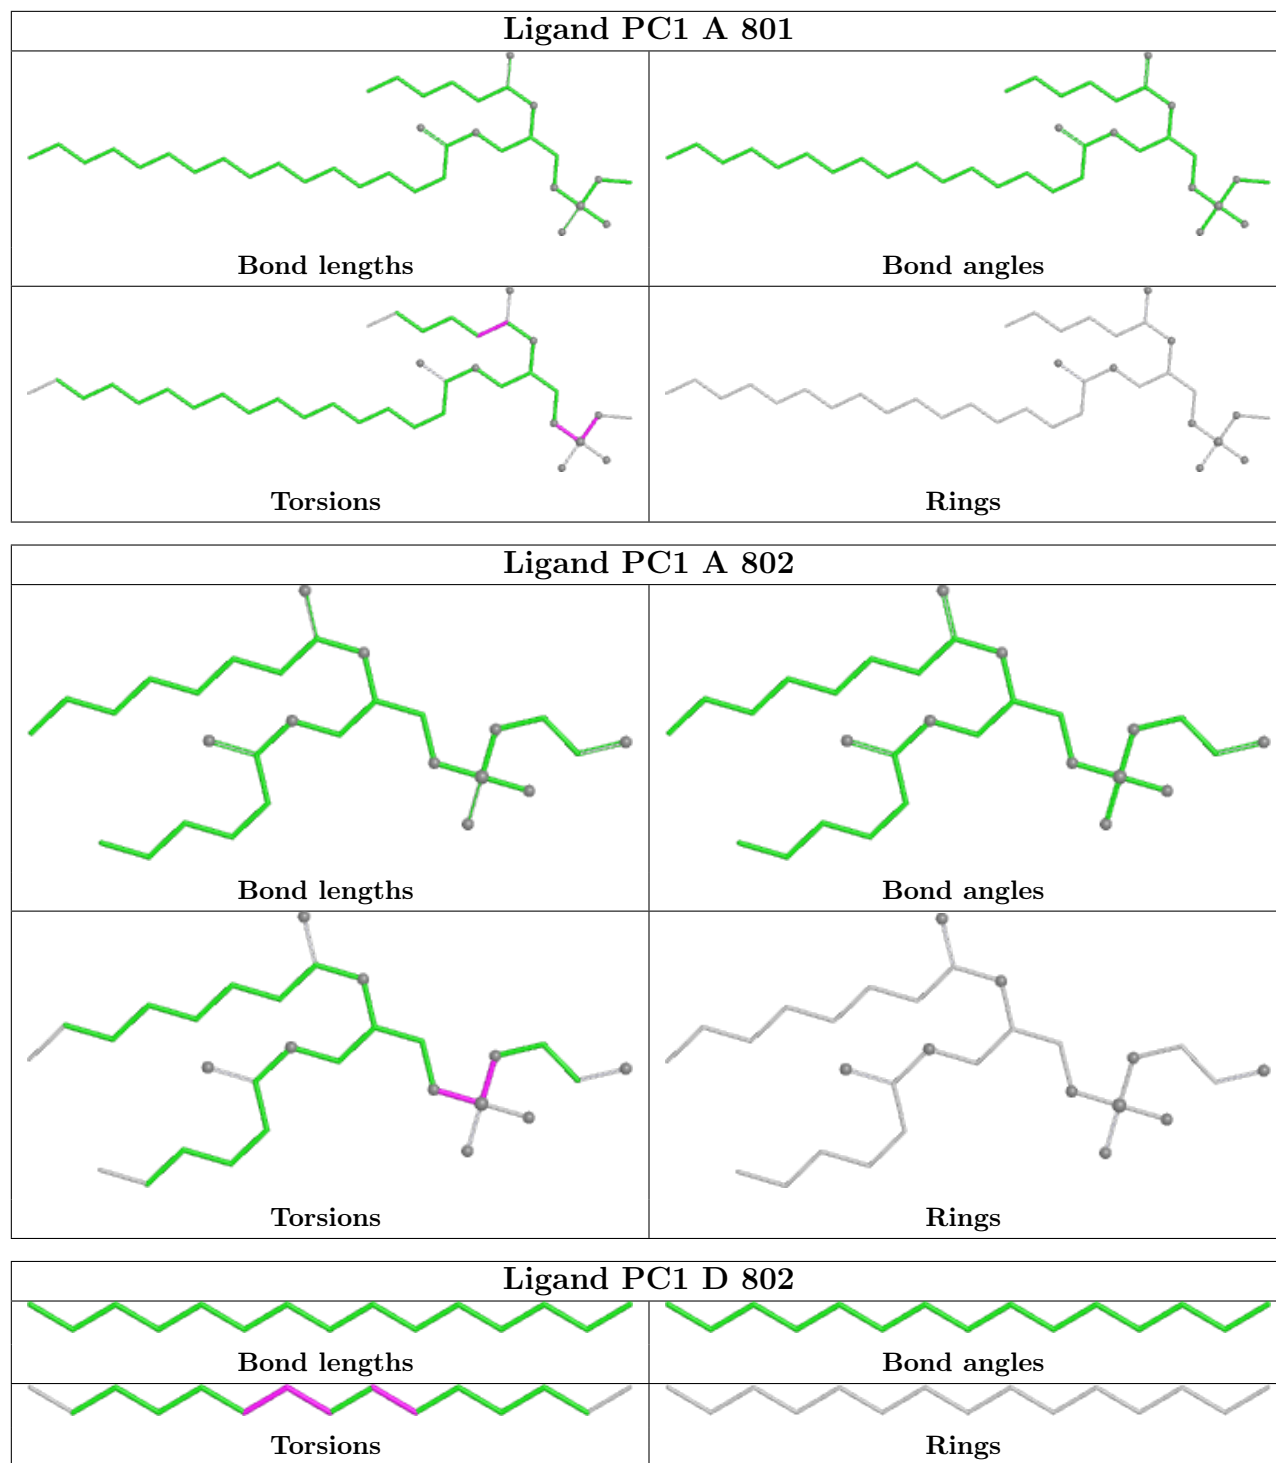 Ligand PC1 A 801
Bond lengths
Bond angles
Torsions
Rings
Ligand PC1 A 802
Bond lengths
Bond angles
Torsions
Rings
Ligand PC1 D 802
Bond lengths
Bond angles
Torsions
Rings